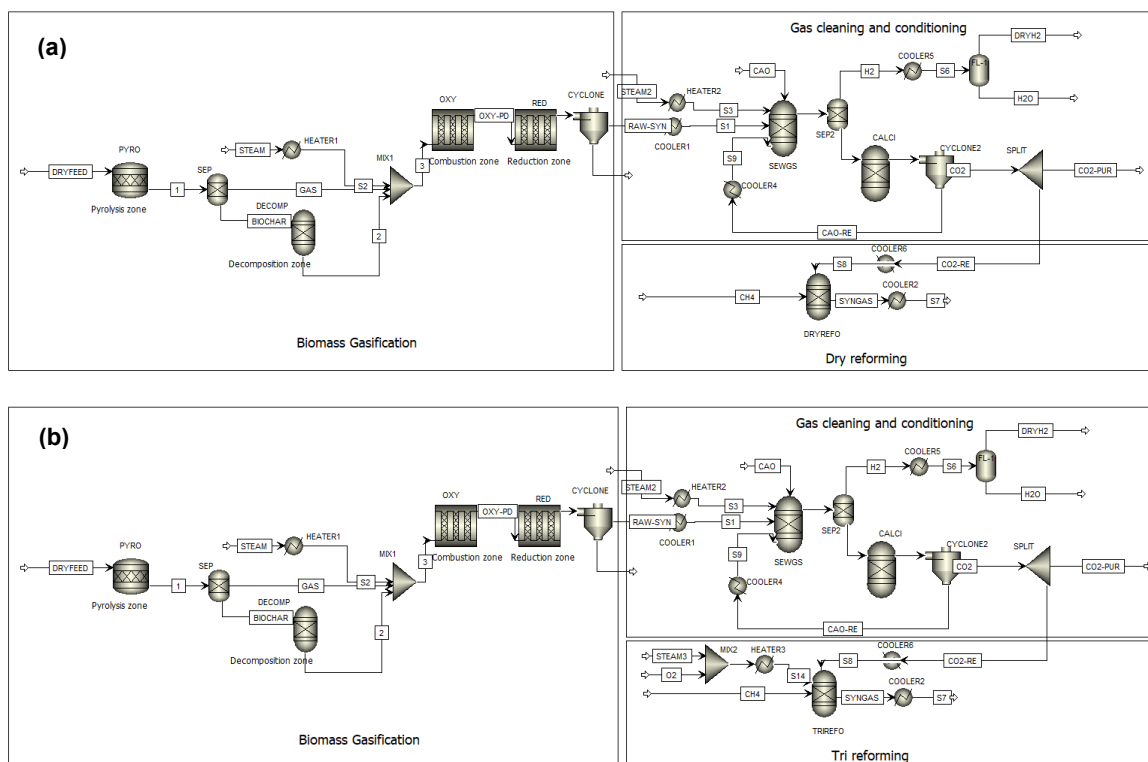 (a)
Gas cleaning and conditioning
DRYH2
COOLER5
H2
S6
FL-1
H2O
CAO
STEAM2
HEATER2
S3
SEP2
OXY
OXY-PD
RED
CYCLONE
RAW-SYN
S1
COOLER1
SEWGS
CALCI
CYCLONE2
SPLIT
CO2
CO2-PUR
STEAM
HEATER1
MIX1
3
Combustion zone
Reduction zone
S9
COOLER4
PYRO
DRYFEED
1
SEP
GAS
S2
Pyrolysis zone
DECOMP
BIOCHAR
2
Decomposition zone
CAO-RE
COOLER6
S8
CO2-RE
CH4
SYNGAS
COOLER2
S7
DRYREFO
Biomass Gasification
Dry reforming
(b)
Gas cleaning and conditioning
DRYH2
COOLER5
H2
S6
FL-1
H2O
CAO
STEAM2
HEATER2
S3
SEP2
OXY
OXY-PD
RED
CYCLONE
RAW-SYN
S1
COOLER1
SEWGS
CALCI
CYCLONE2
SPLIT
CO2
CO2-PUR
STEAM
HEATER1
MIX1
3
Combustion zone
Reduction zone
S9
COOLER4
PYRO
DRYFEED
1
SEP
GAS
S2
Pyrolysis zone
DECOMP
BIOCHAR
2
Decomposition zone
CAO-RE
STEAM3
MIX2
HEATER3
COOLER6
S8
CO2-RE
O2
S14
CH4
SYNGAS
COOLER2
S7
TRIREFO
Biomass Gasification
Tri reforming